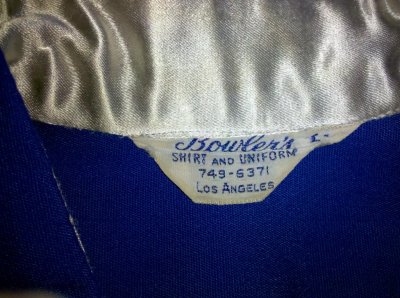 Bowler's L.
SHIRT AND UNIFORM
749-6371
LOS ANGELES